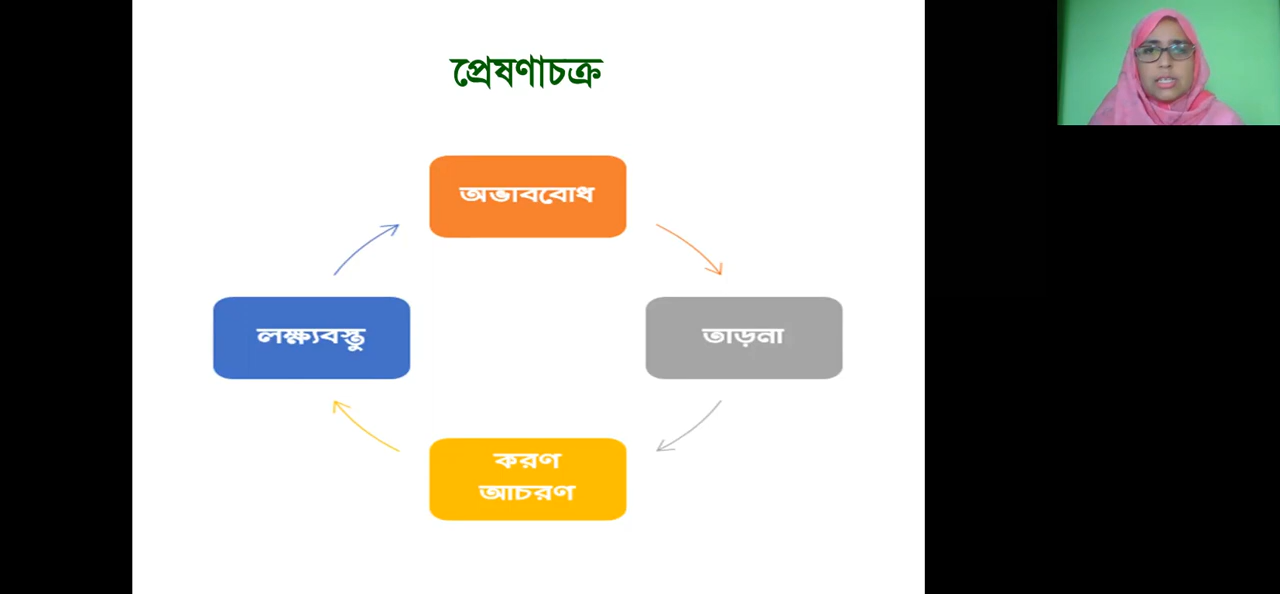 প্রেষণাচক্র
অভাববোধ
তাড়না
করণ
আচরণ
লক্ষ্যবস্তু